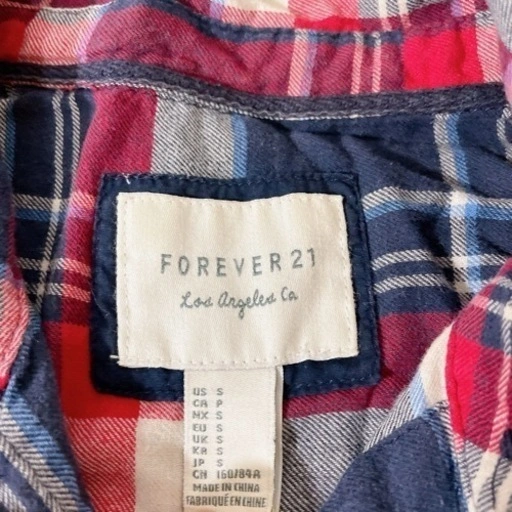 FOREVER 21
Los Angeles Ca
US S
CA P
MX S
EU S
UK S
KR S
JP S
CN 160/84A
MADE IN CHINA
FABRIQUÉ EN CHINE